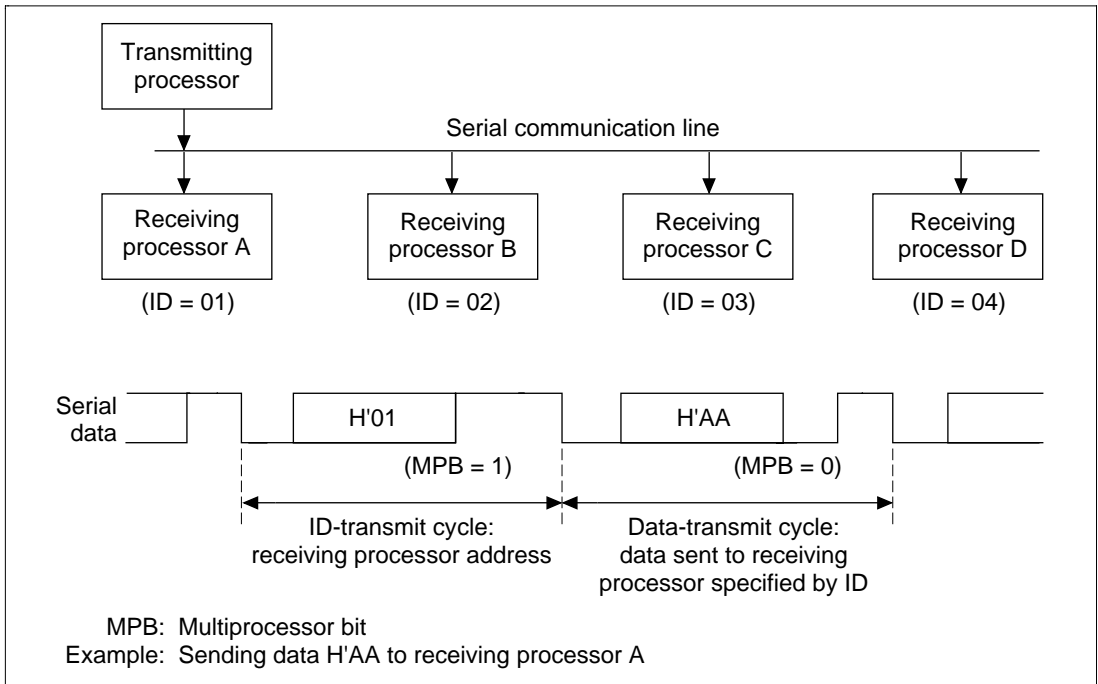 Transmitting
processor
Serial communication line
Receiving
processor A
Receiving
processor B
Receiving
processor C
Receiving
processor D
(ID = 01)
(ID = 02)
(ID = 03)
(ID = 04)
Serial
data
H'01
H'AA
(MPB = 1)
(MPB = 0)
ID-transmit cycle:
receiving processor address
Data-transmit cycle:
data sent to receiving
processor specified by ID
MPB: Multiprocessor bit
Example: Sending data H'AA to receiving processor A